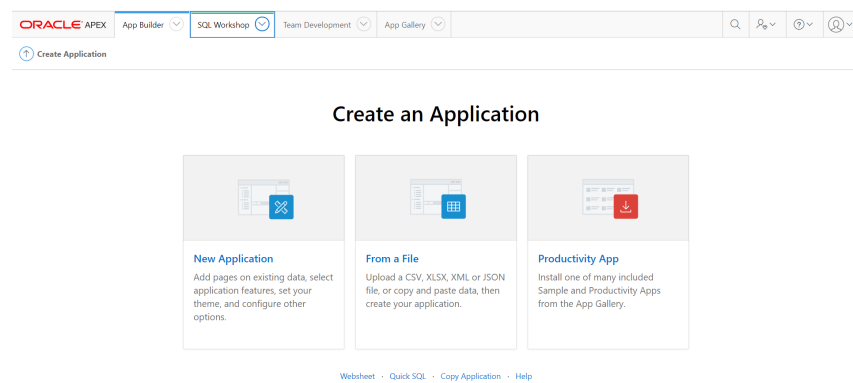 ORACLE APEX App Builder SQL Workshop Team Development App Gallery
Create Application
Create an Application
New Application
Add pages on existing data, select
application features, set your
theme, and configure other
options.
From a File
Upload a CSV, XLSX, XML or JSON
file, or copy and paste data, then
create your application.
Productivity App
Install one of many included
Sample and Productivity Apps
from the App Gallery.
Websheet · Quick SQL · Copy Application · Help